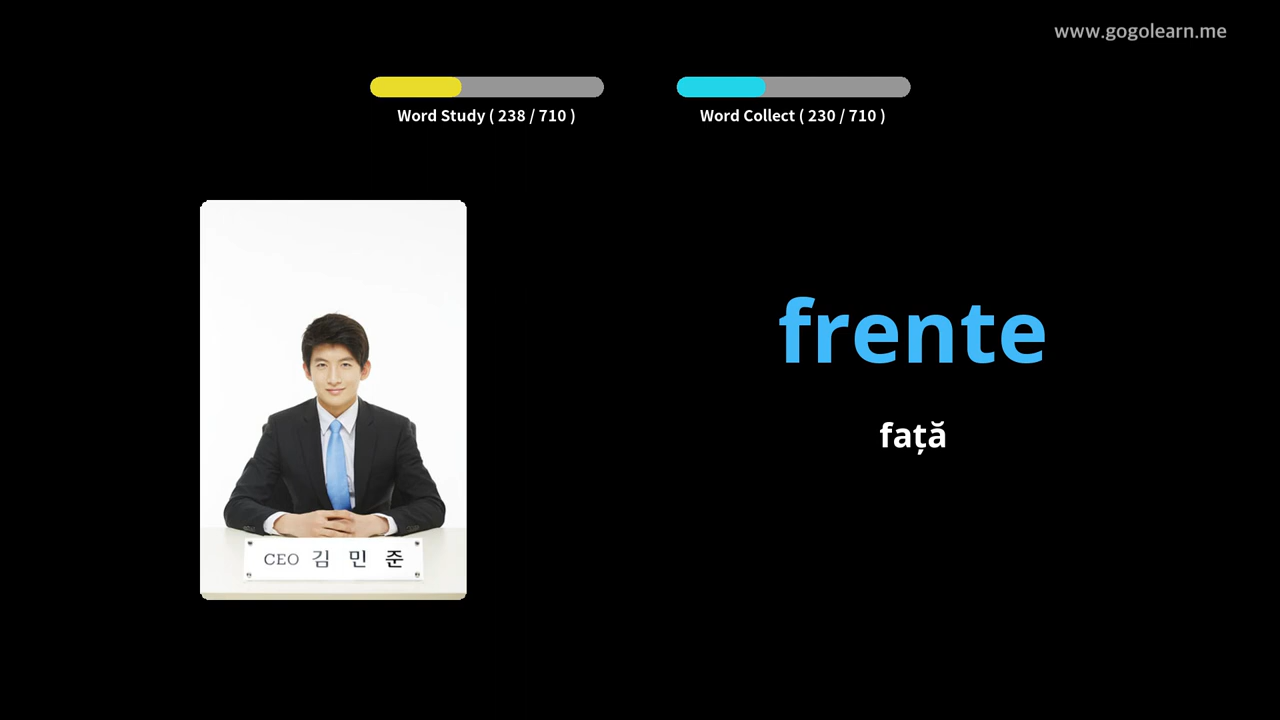 www.gogolearn.me
Word Study ( 238 / 710 )
Word Collect ( 230 / 710 )
frente
față
CEO 김 민 준